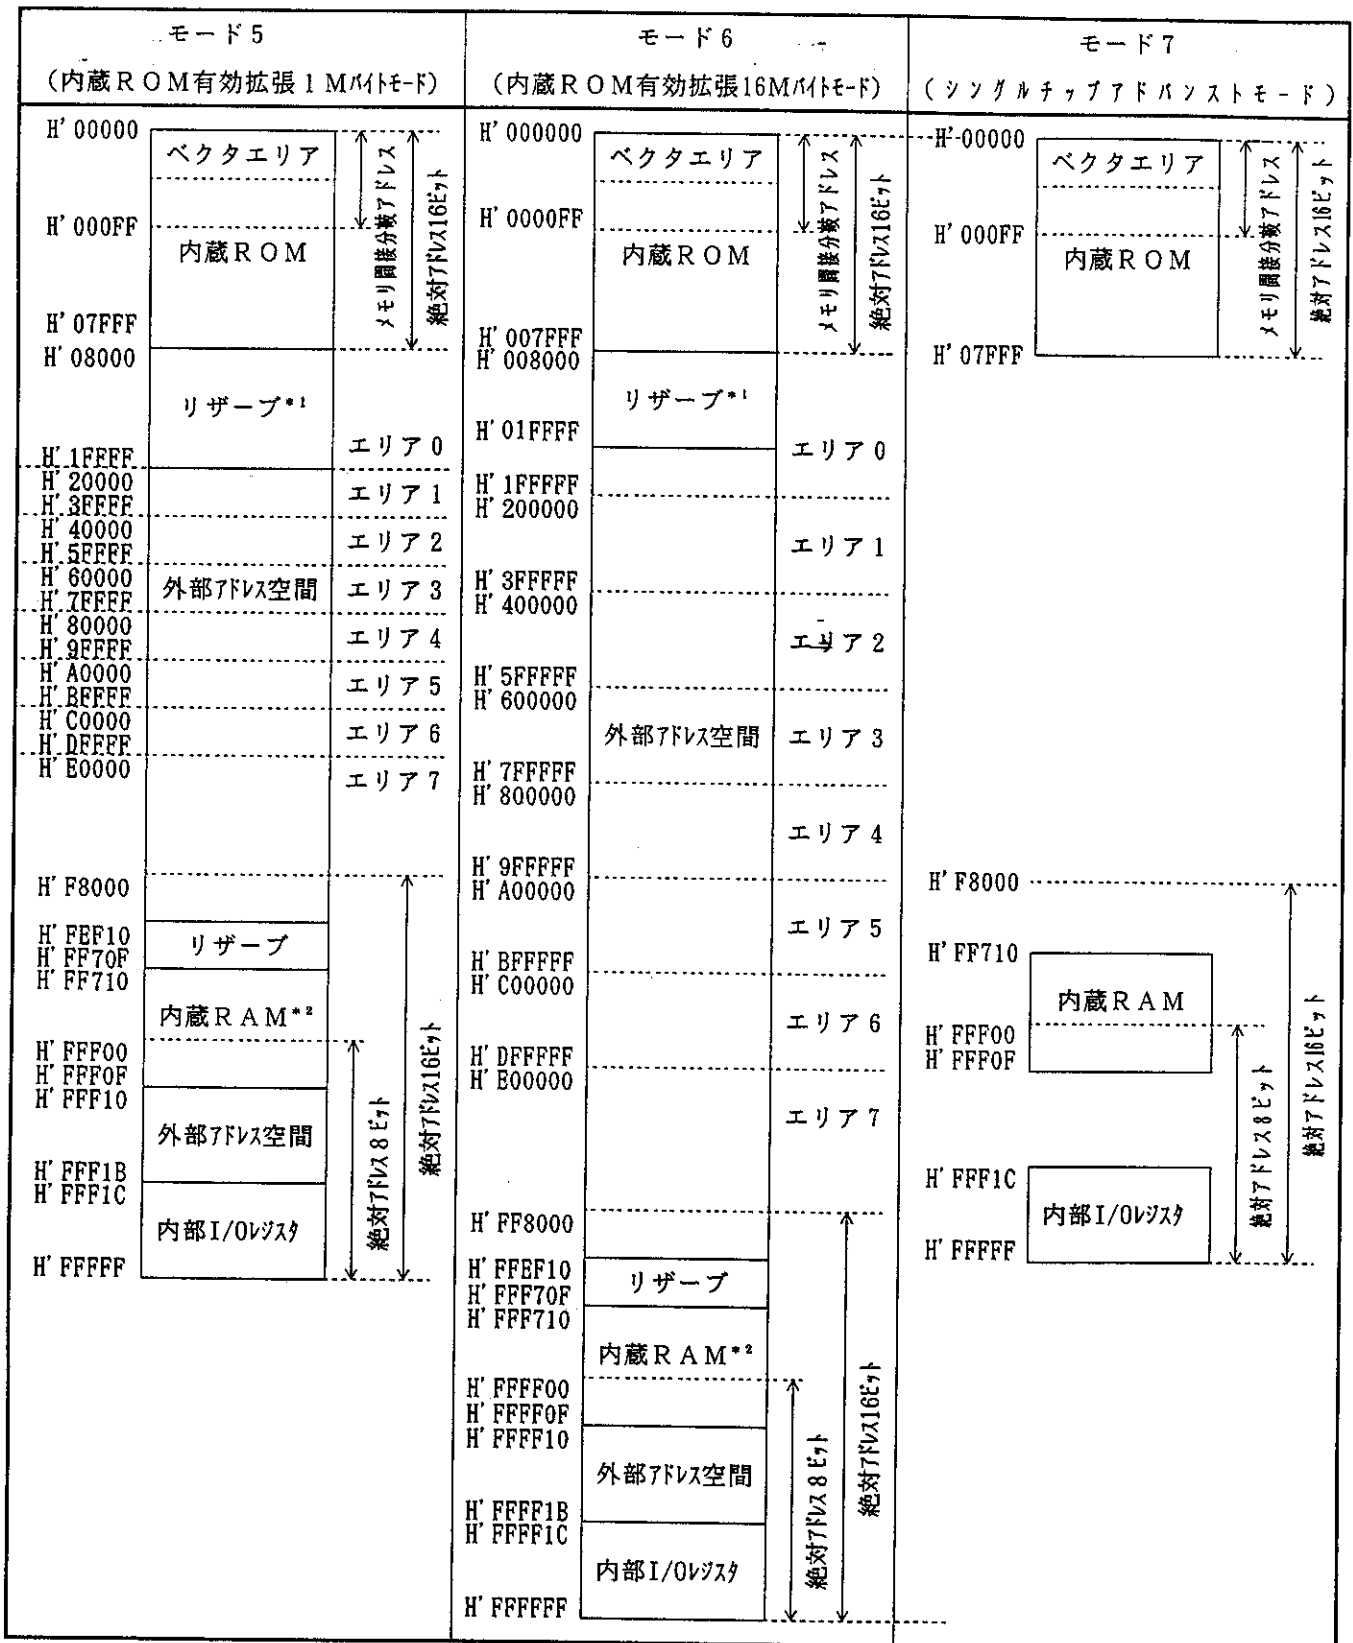 モード5
(内蔵ROM有効拡張1Mバイトモード)
H'00000
ベクタエリア
H'000FF
内蔵ROM
H'07FFF
H'08000
メモリ間接分岐アドレス
絶対アドレス16ビット
リザーブ*1
H'1FFFF
エリア0
H'20000
H'3FFFF
エリア1
H'40000
H'5FFFF
エリア2
H'60000
H'7FFFF
外部アドレス空間
エリア3
H'80000
H'9FFFF
エリア4
H'A0000
H'BFFFF
エリア5
H'C0000
H'DFFFF
エリア6
H'E0000
エリア7
H'F8000
H'FEF10
リザーブ
H'FF70F
H'FF710
内蔵RAM*2
H'FFF00
H'FFF0F
H'FFF10
外部アドレス空間
H'FFF1B
H'FFF1C
内部I/Oレジスタ
H'FFFFF
絶対アドレス8ビット
絶対アドレス16ビット
モード6
(内蔵ROM有効拡張16Mバイトモード)
H'000000
ベクタエリア
H'0000FF
内蔵ROM
H'007FFF
H'008000
メモリ間接分岐アドレス
絶対アドレス16ビット
リザーブ*1
H'01FFFF
エリア0
H'1FFFFF
H'200000
エリア1
H'3FFFFF
H'400000
エリア2
H'5FFFFF
H'600000
外部アドレス空間
エリア3
H'7FFFFF
H'800000
エリア4
H'9FFFFF
H'A00000
エリア5
H'BFFFFF
H'C00000
エリア6
H'DFFFFF
H'E00000
エリア7
H'FF8000
H'FFEF10
リザーブ
H'FFF70F
H'FFF710
内蔵RAM*2
H'FFFF00
H'FFFF0F
H'FFFF10
外部アドレス空間
H'FFFF1B
H'FFFF1C
内部I/Oレジスタ
H'FFFFFF
絶対アドレス8ビット
絶対アドレス16ビット
モード7
(シングルチップアドバンストモード)
H'00000
ベクタエリア
H'000FF
内蔵ROM
H'07FFF
メモリ間接分岐アドレス
絶対アドレス16ビット
H'F8000
H'FF710
内蔵RAM
H'FFF00
H'FFF0F
H'FFF1C
内部I/Oレジスタ
H'FFFFF
絶対アドレス8ビット
絶対アドレス16ビット